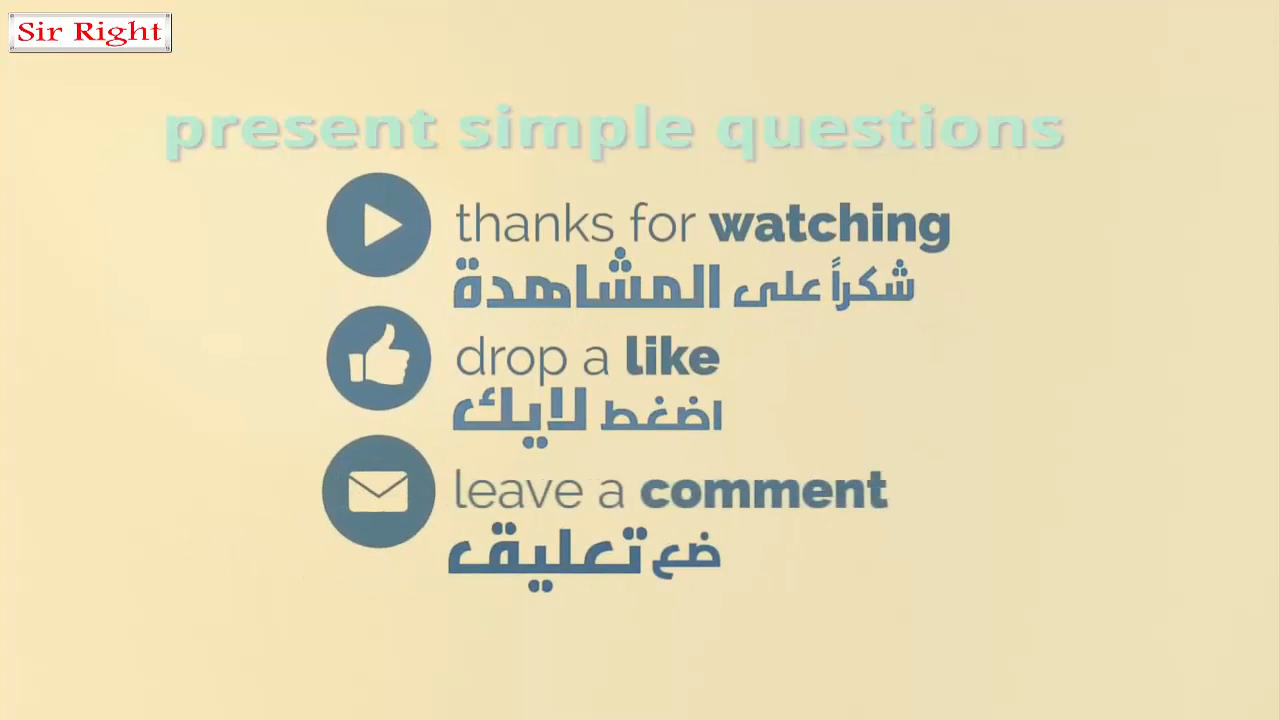 Sir Right
present simple questions
thanks for watching
شكراً على المشاهدة
drop a like
اضغط لايك
leave a comment
ضع تعليق